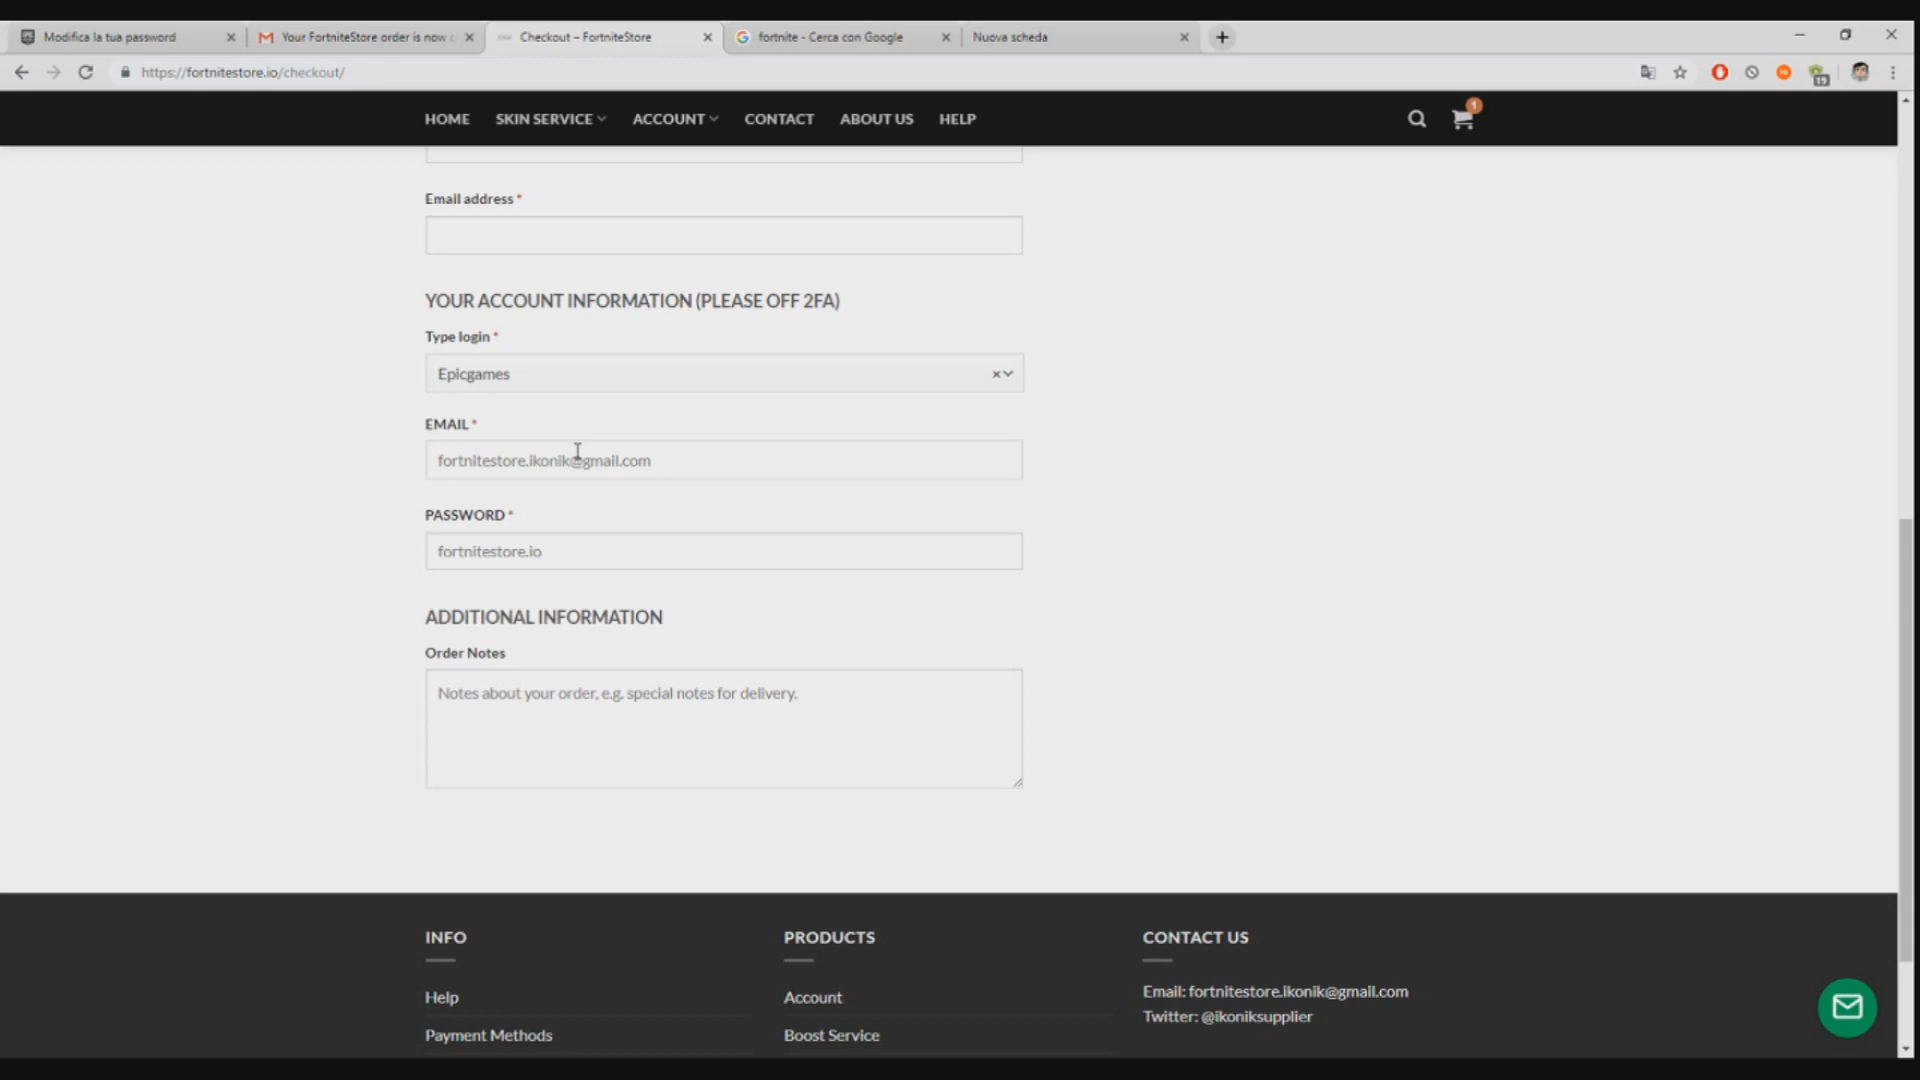 Modifica la tua password
Your FortniteStore order is now
Checkout – FortniteStore
fortnite - Cerca con Google
Nuova scheda
https://fortnitestore.io/checkout/
HOME
SKIN SERVICE
ACCOUNT
CONTACT
ABOUT US
HELP
1
Email address *
YOUR ACCOUNT INFORMATION (PLEASE OFF 2FA)
Type login *
Epicgames
EMAIL *
fortnitestore.ikonik@gmail.com
PASSWORD *
fortnitestore.io
ADDITIONAL INFORMATION
Order Notes
Notes about your order, e.g. special notes for delivery.
INFO
PRODUCTS
CONTACT US
Help
Account
Email: fortnitestore.ikonik@gmail.com
Twitter: @ikoniksupplier
Payment Methods
Boost Service